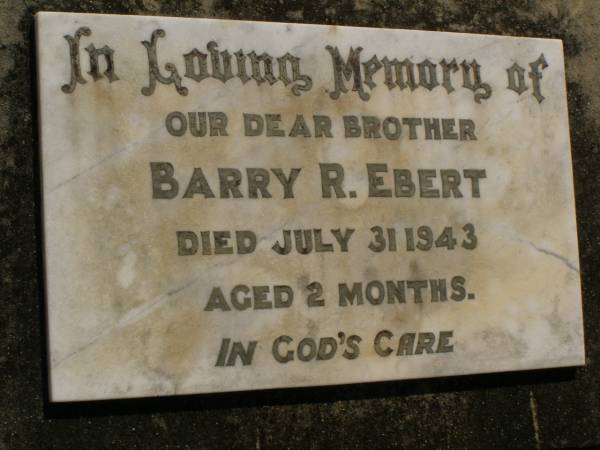 In Loving Memory of
OUR DEAR BROTHER
BARRY R. EBERT
DIED JULY 31 1943
AGED 2 MONTHS.
IN GOD'S CARE